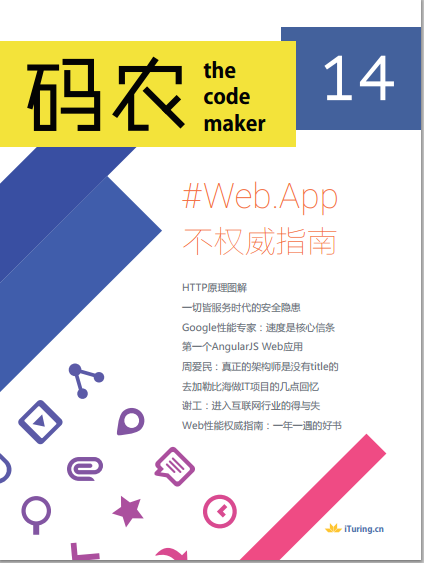 码农
the
code
maker
14
#Web.App
不权威指南
HTTP原理图解
一切皆服务时代的安全隐患
Google性能专家：速度是核心信条
第一个AngularJS Web应用
周爱民：真正的架构师是没有title的
去加勒比海做IT项目的几点回忆
谢工：进入互联网行业的得与失
Web性能权威指南：一年一遇的好书
iTuring.cn